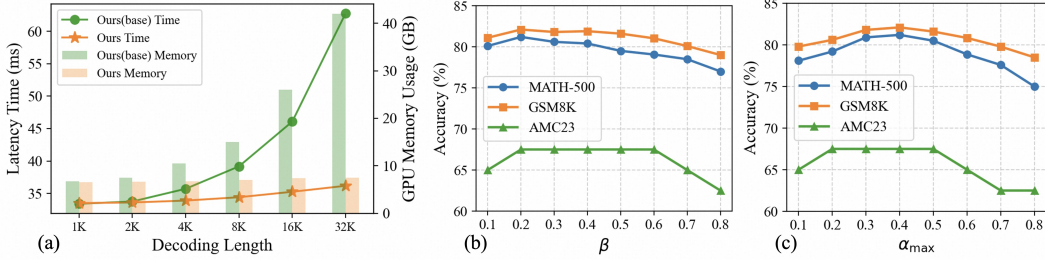 Latency Time (ms)
60
55
50
45
40
35
Ours(base) Time
Ours Time
Ours(base) Memory
Ours Memory
40
30
20
10
0
GPU Memory Usage (GB)
1K 2K 4K 8K 16K 32K
(a) Decoding Length
Accuracy (%)
85
80
75
70
65
60
MATH-500
GSM8K
AMC23
0.1 0.2 0.3 0.4 0.5 0.6 0.7 0.8
(b) β
Accuracy (%)
85
80
75
70
65
60
MATH-500
GSM8K
AMC23
0.1 0.2 0.3 0.4 0.5 0.6 0.7 0.8
(c) αmax